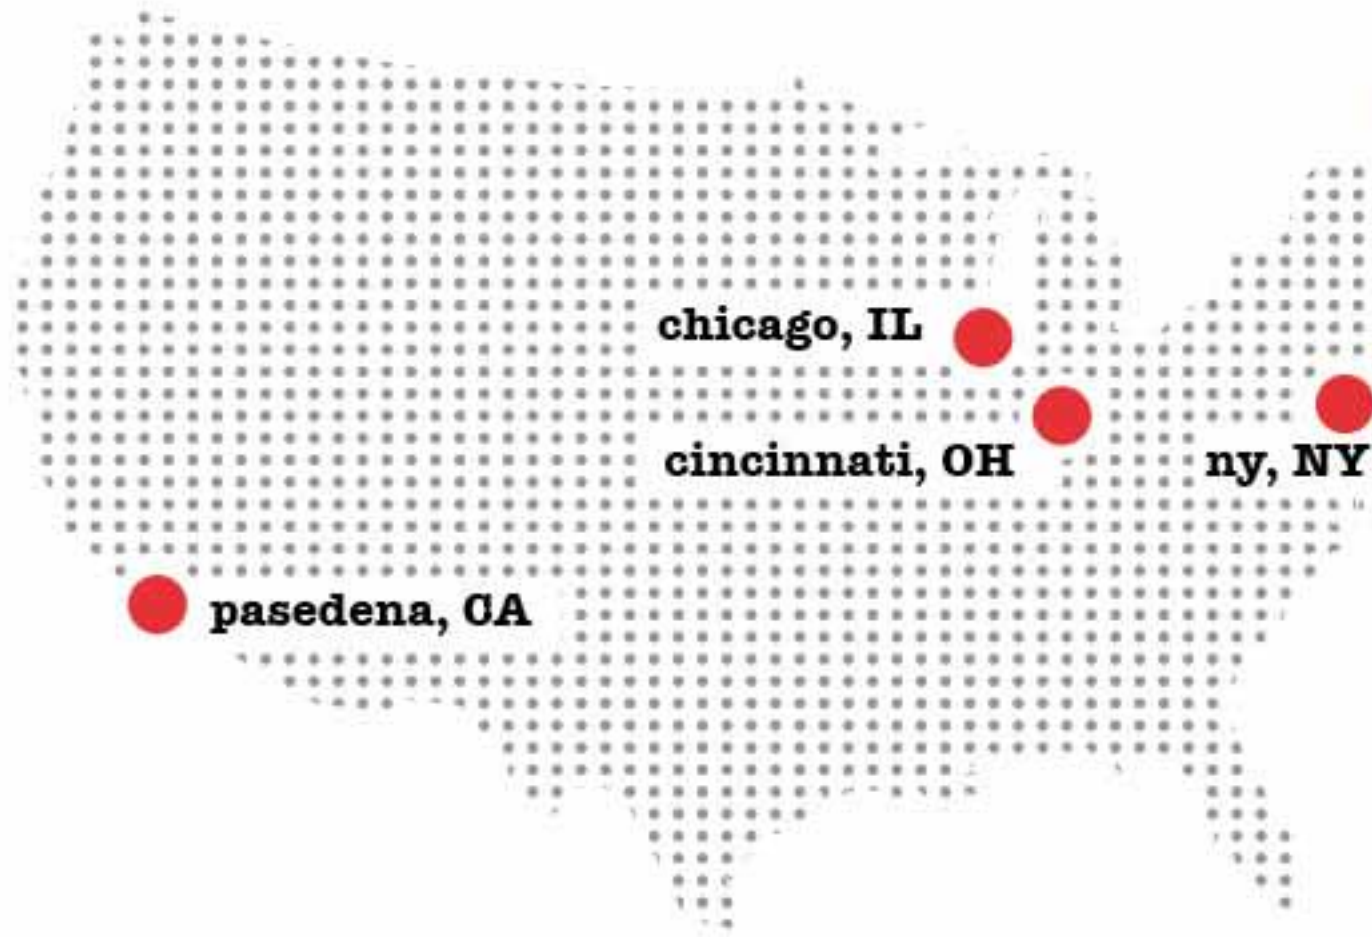 chicago, IL
cincinnati, OH
ny, NY
pasedena, CA